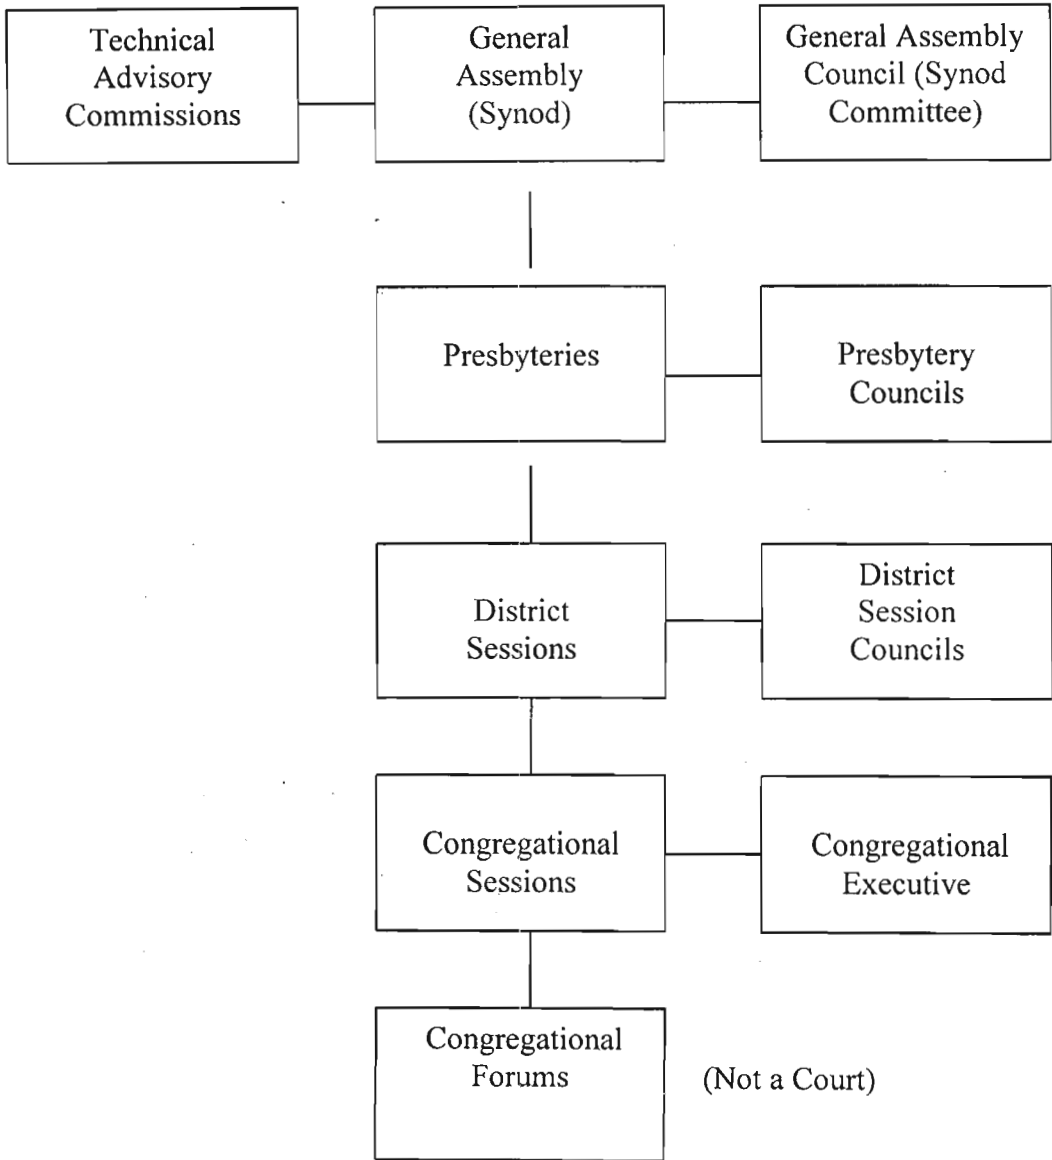 Technical
Advisory
Commissions
General
Assembly
(Synod)
General Assembly
Council (Synod
Committee)
Presbyteries
Presbytery
Councils
District
Sessions
District
Session
Councils
Congregational
Sessions
Congregational
Executive
Congregational
Forums
(Not a Court)